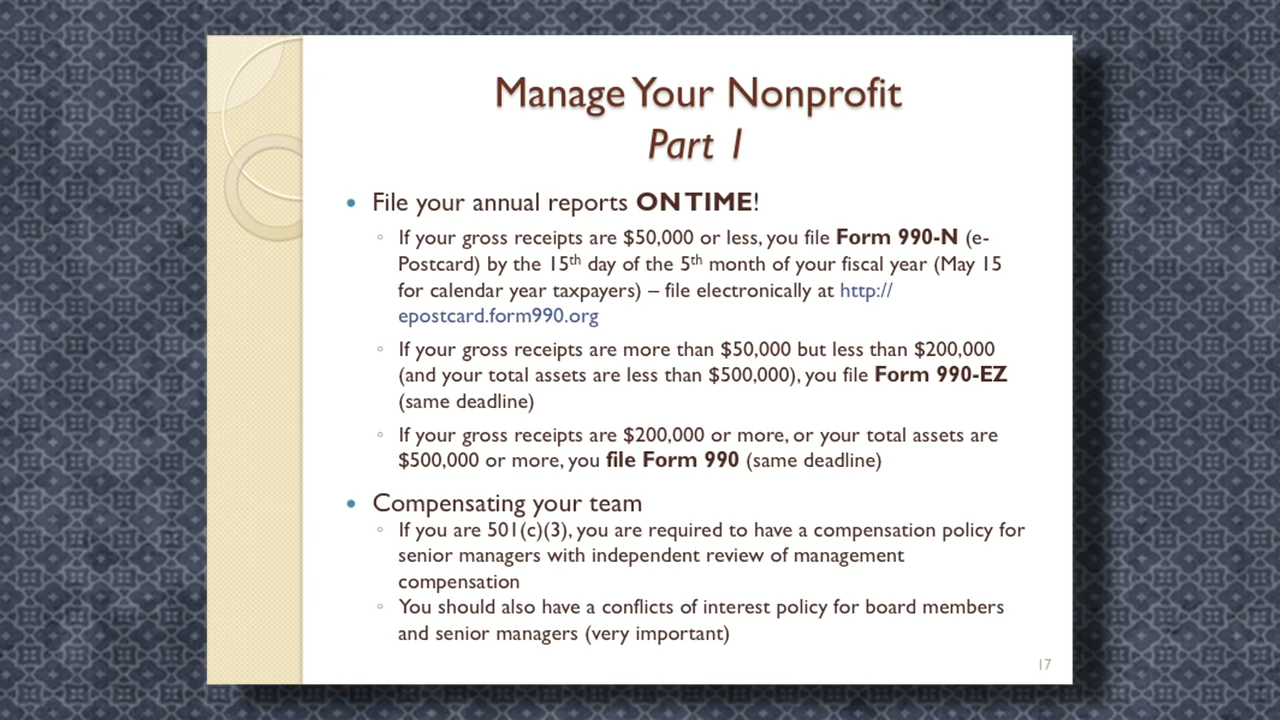 Manage Your Nonprofit
Part 1
• File your annual reports ON TIME!
◦ If your gross receipts are $50,000 or less, you file Form 990-N (e-
Postcard) by the 15th day of the 5th month of your fiscal year (May 15
for calendar year taxpayers) – file electronically at http://
epostcard.form990.org
◦ If your gross receipts are more than $50,000 but less than $200,000
(and your total assets are less than $500,000), you file Form 990-EZ
(same deadline)
◦ If your gross receipts are $200,000 or more, or your total assets are
$500,000 or more, you file Form 990 (same deadline)
• Compensating your team
◦ If you are 501(c)(3), you are required to have a compensation policy for
senior managers with independent review of management
compensation
◦ You should also have a conflicts of interest policy for board members
and senior managers (very important)
17